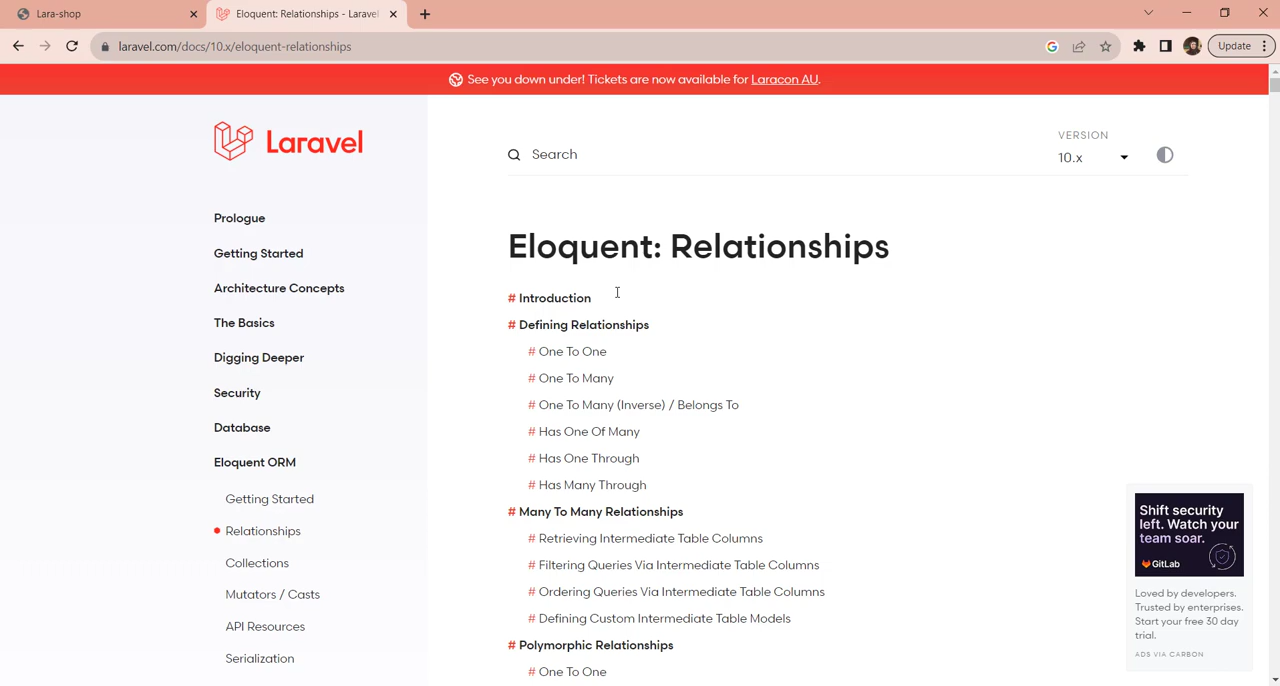 Lara-shop
Eloquent: Relationships - Laravel
laravel.com/docs/10.x/eloquent-relationships
Update
See you down under! Tickets are now available for Laracon AU.
Laravel
Search
VERSION
10.x
Prologue
Getting Started
Architecture Concepts
The Basics
Digging Deeper
Security
Database
Eloquent ORM
Getting Started
Relationships
Collections
Mutators / Casts
API Resources
Serialization
Eloquent: Relationships
# Introduction
# Defining Relationships
# One To One
# One To Many
# One To Many (Inverse) / Belongs To
# Has One Of Many
# Has One Through
# Has Many Through
# Many To Many Relationships
# Retrieving Intermediate Table Columns
# Filtering Queries Via Intermediate Table Columns
# Ordering Queries Via Intermediate Table Columns
# Defining Custom Intermediate Table Models
# Polymorphic Relationships
# One To One
Shift security
left. Watch your
team soar.
GitLab
Loved by developers.
Trusted by enterprises.
Start your free 30 day
trial.
ADS VIA CARBON